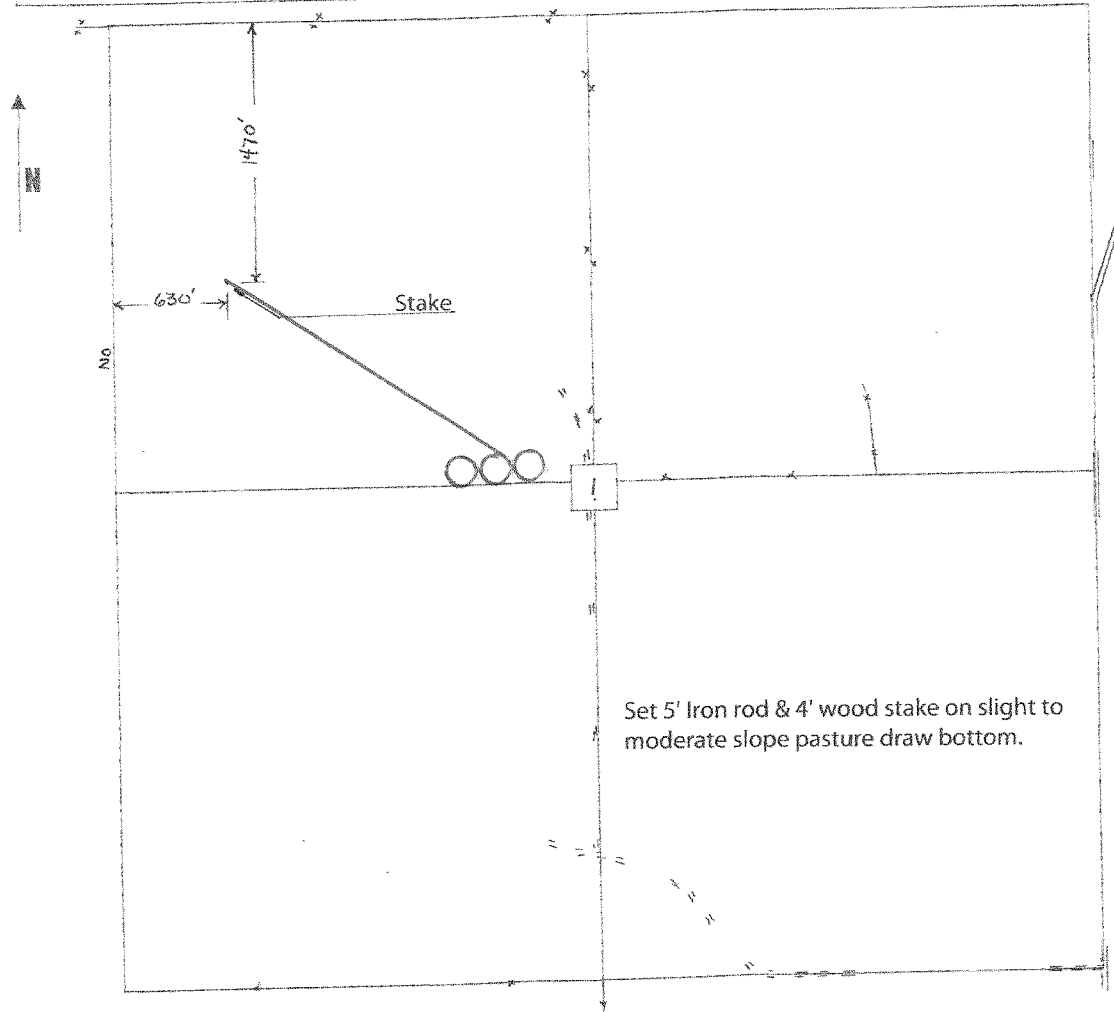 1470'
N
630'
Stake
NO
1
Set 5' Iron rod & 4' wood stake on slight to
moderate slope pasture draw bottom.